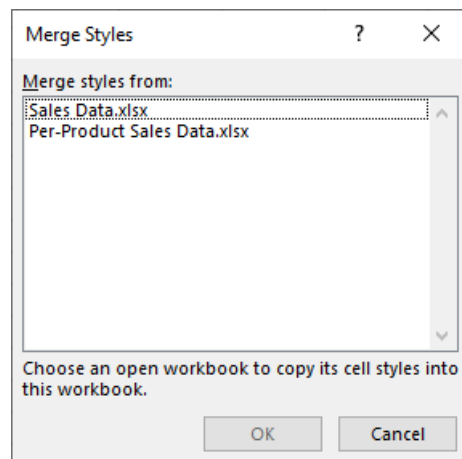 Merge Styles ?
Merge styles from:
Sales Data.xlsx
Per-Product Sales Data.xlsx
Choose an open workbook to copy its cell styles into
this workbook.
OK Cancel